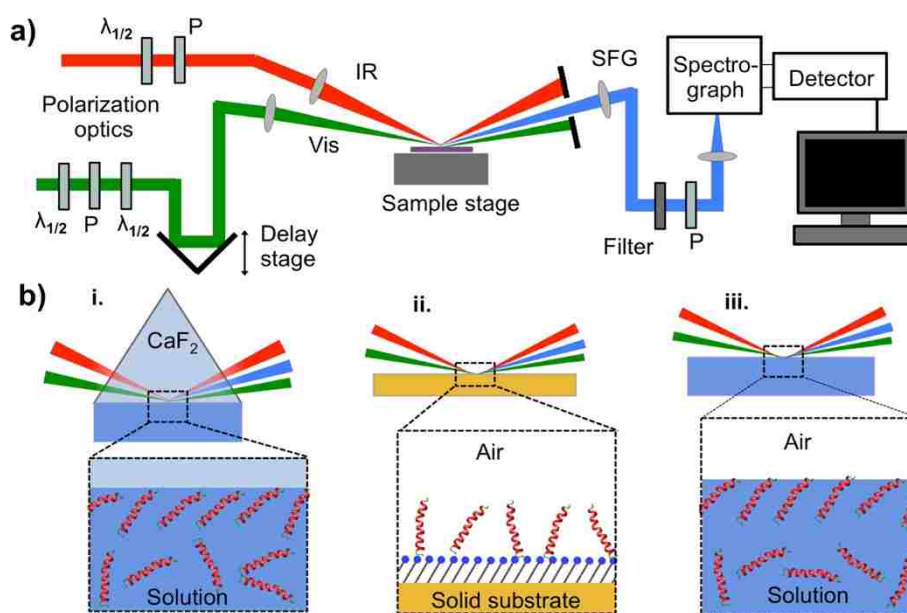 a)
λ1/2
P
IR
SFG
Spectro-
graph
Detector
Polarization
optics
Vis
λ1/2
P
λ1/2
Delay
stage
Sample stage
Filter
P
b)
i.
CaF2
Solution
ii.
Air
Solid substrate
iii.
Air
Solution